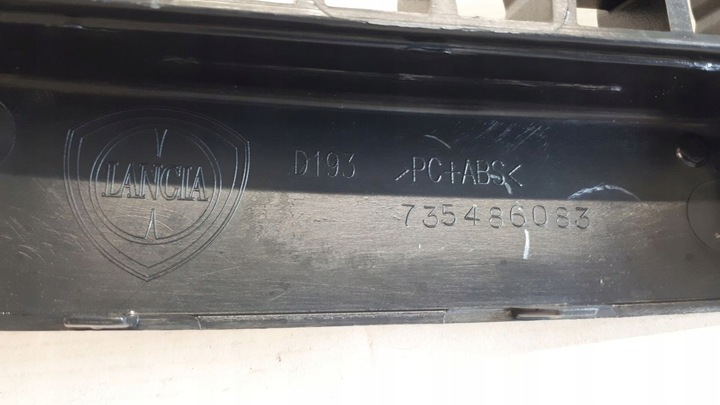 LANCIA
D193
>PC+ABS<
735486083